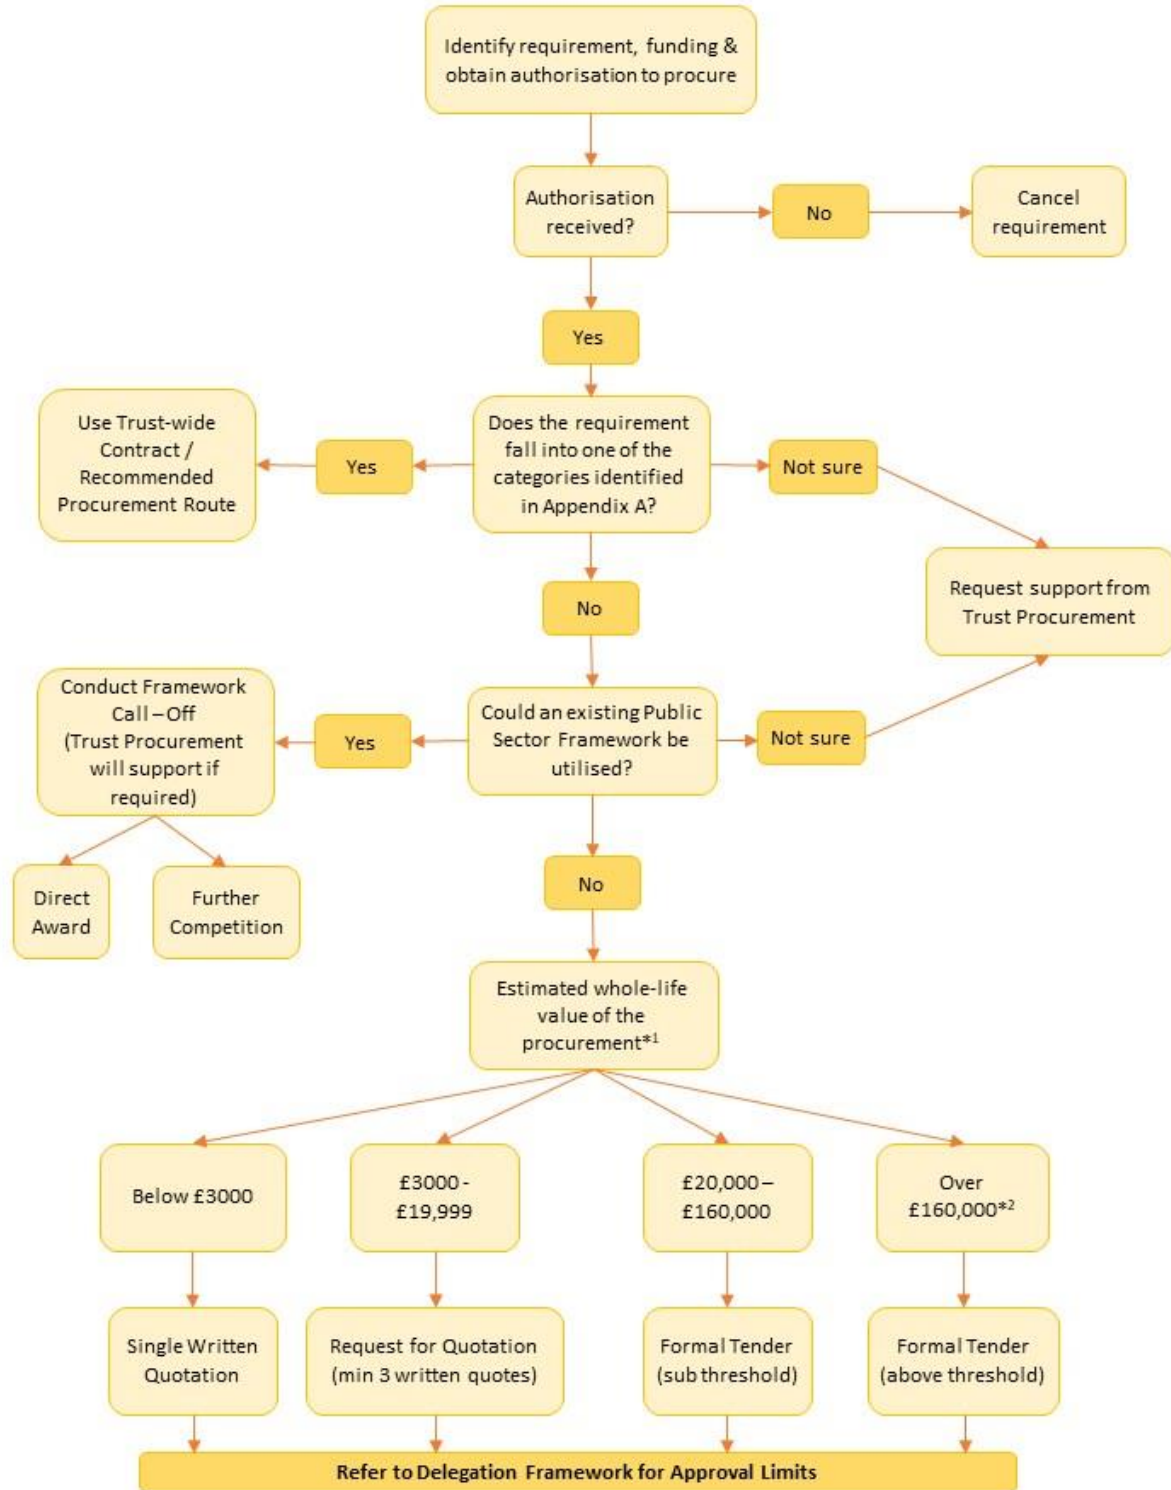 Identify requirement, funding &
obtain authorisation to procure
Authorisation
received?
No
Cancel
requirement
Yes
Use Trust-wide
Contract /
Recommended
Procurement Route
Yes
Does the requirement
fall into one of the
categories identified
in Appendix A?
Not sure
Request support from
Trust Procurement
No
Conduct Framework
Call – Off
(Trust Procurement
will support if
required)
Yes
Could an existing Public
Sector Framework be
utilised?
Not sure
Direct
Award
Further
Competition
No
Estimated whole-life
value of the
procurement*1
Below £3000
£3000 -
£19,999
£20,000 –
£160,000
Over
£160,000*2
Single Written
Quotation
Request for Quotation
(min 3 written quotes)
Formal Tender
(sub threshold)
Formal Tender
(above threshold)
Refer to Delegation Framework for Approval Limits